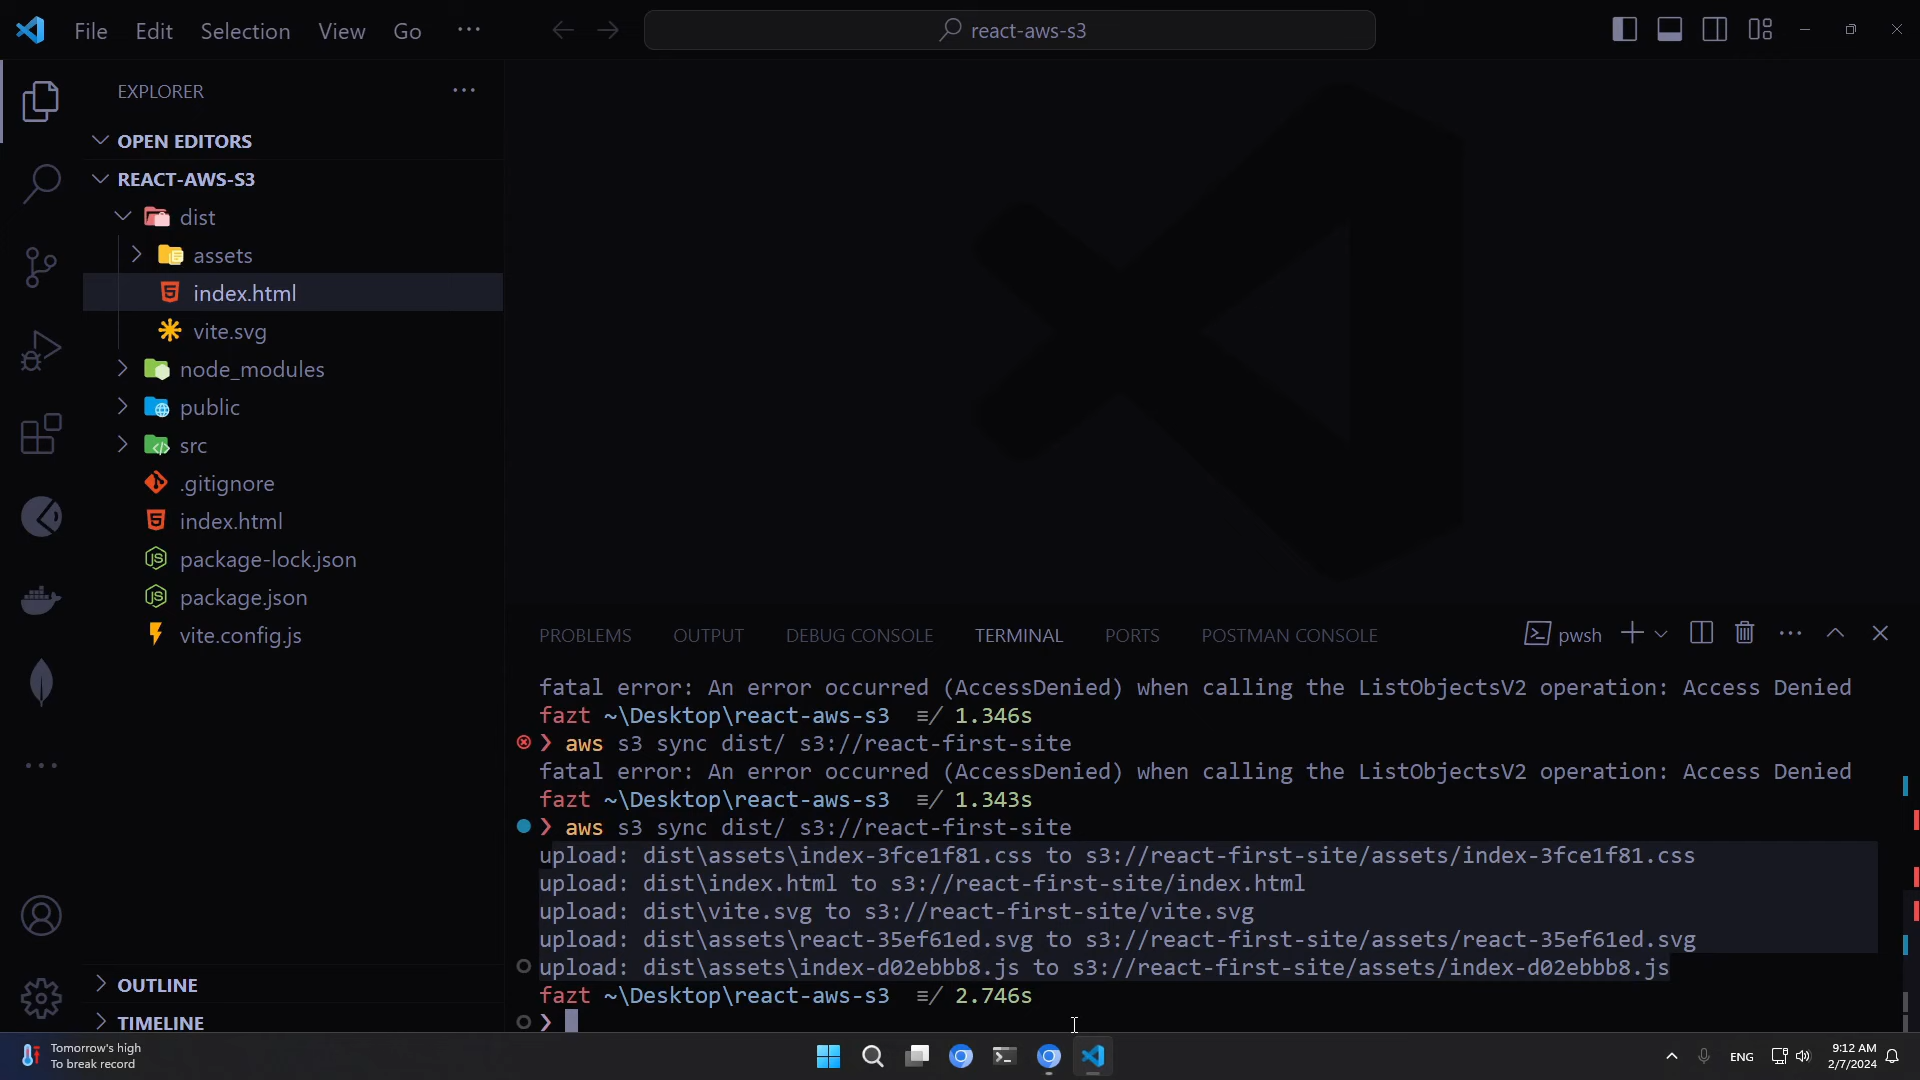 File Edit Selection View Go ···
react-aws-s3
EXPLORER ···
OPEN EDITORS
REACT-AWS-S3
dist
assets
index.html
vite.svg
node_modules
public
src
.gitignore
index.html
package-lock.json
package.json
vite.config.js
OUTLINE
TIMELINE
PROBLEMS OUTPUT DEBUG CONSOLE TERMINAL PORTS POSTMAN CONSOLE pwsh
fatal error: An error occurred (AccessDenied) when calling the ListObjectsV2 operation: Access Denied
fazt ~\Desktop\react-aws-s3 ≡/ 1.346s
❯ aws s3 sync dist/ s3://react-first-site
fatal error: An error occurred (AccessDenied) when calling the ListObjectsV2 operation: Access Denied
fazt ~\Desktop\react-aws-s3 ≡/ 1.343s
❯ aws s3 sync dist/ s3://react-first-site
upload: dist\assets\index-3fce1f81.css to s3://react-first-site/assets/index-3fce1f81.css
upload: dist\index.html to s3://react-first-site/index.html
upload: dist\vite.svg to s3://react-first-site/vite.svg
upload: dist\assets\react-35ef61ed.svg to s3://react-first-site/assets/react-35ef61ed.svg
upload: dist\assets\index-d02ebbb8.js to s3://react-first-site/assets/index-d02ebbb8.js
fazt ~\Desktop\react-aws-s3 ≡/ 2.746s
❯
Tomorrow's high
To break record
ENG
9:12 AM
2/7/2024